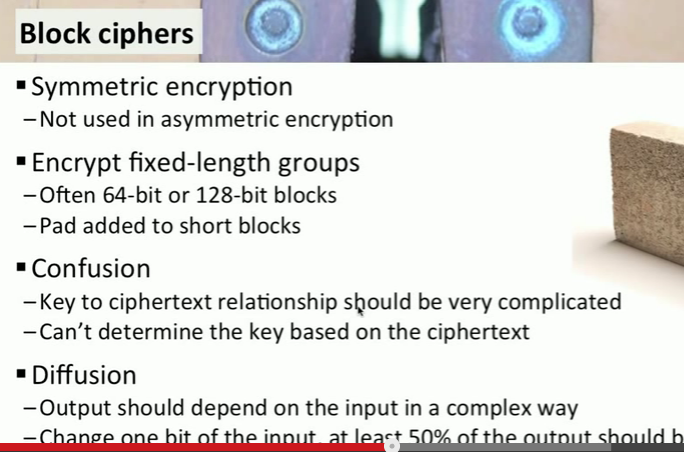 Block ciphers
▪ Symmetric encryption
–Not used in asymmetric encryption
▪ Encrypt fixed-length groups
–Often 64-bit or 128-bit blocks
–Pad added to short blocks
▪ Confusion
–Key to ciphertext relationship should be very complicated
–Can't determine the key based on the ciphertext
▪ Diffusion
–Output should depend on the input in a complex way
–Change one bit of the input, at least 50% of the output should